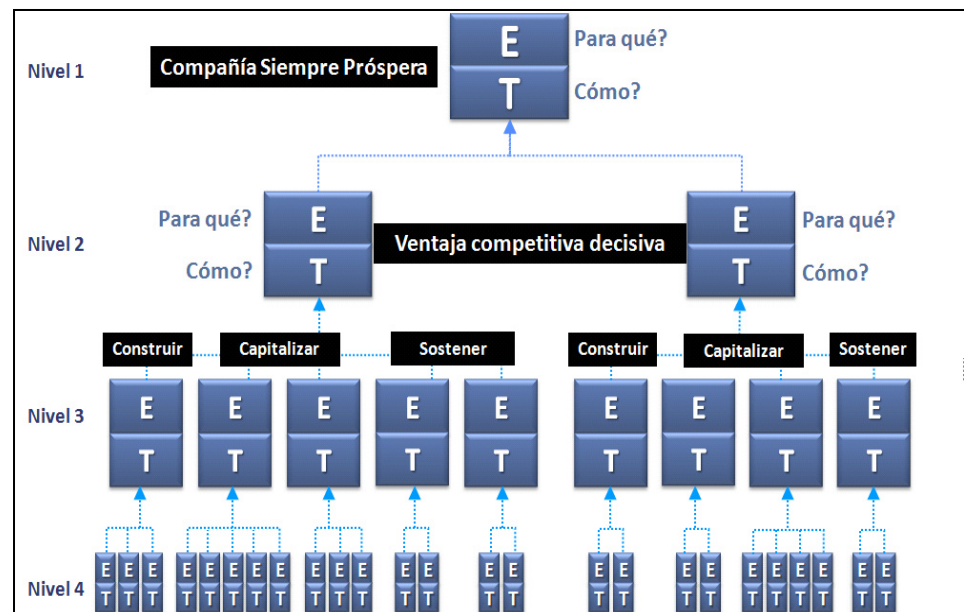 E
Para qué?
Nivel 1
Compañía Siempre Próspera
T
Cómo?
Para qué?
E
E
Para qué?
Nivel 2
Ventaja competitiva decisiva
Cómo?
T
T
Cómo?
Construir
Capitalizar
Sostener
Construir
Capitalizar
Sostener
Nivel 3
E E E E E E E E E
T T T T T T T T T
E E E E E E E E E E E E E E E E E E E E E E E E E
Nivel 4
T T T T T T T T T T T T T T T T T T T T T T T T T